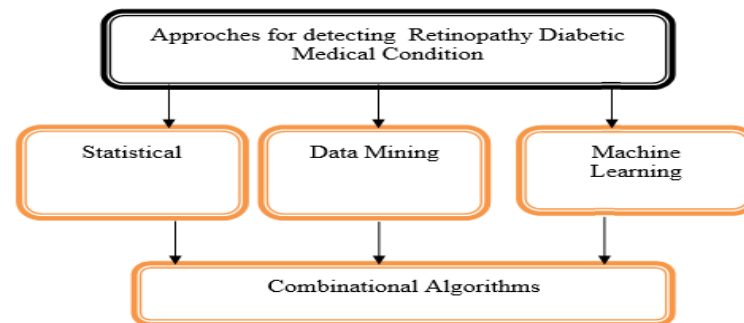 Approches for detecting Retinopathy Diabetic
Medical Condition
Statistical
Data Mining
Machine
Learning
Combinational Algorithms